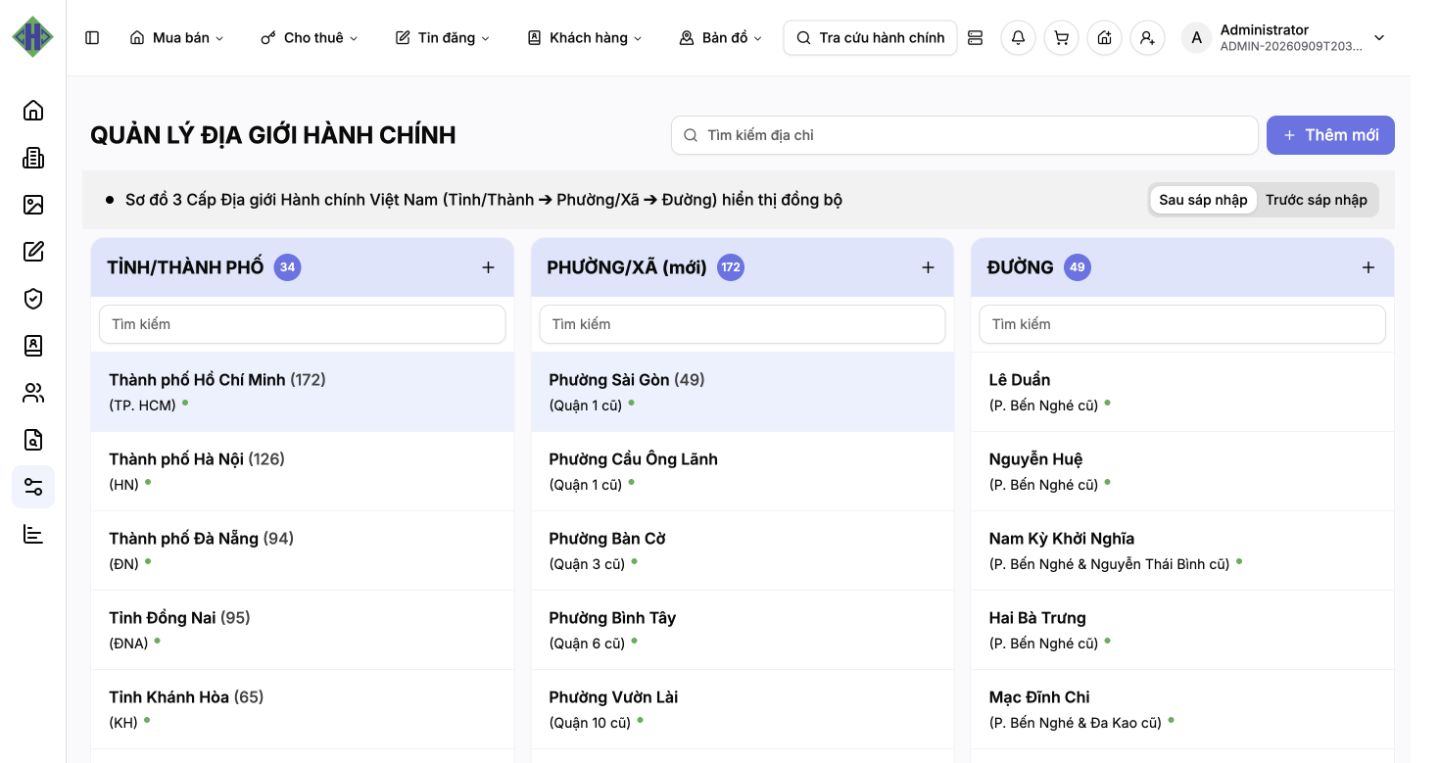 Mua bán
Cho thuê
Tin đăng
Khách hàng
Bản đồ
Tra cứu hành chính
A
Administrator
ADMIN-20260909T203...
QUẢN LÝ ĐỊA GIỚI HÀNH CHÍNH
Tìm kiếm địa chỉ
+ Thêm mới
• Sơ đồ 3 Cấp Địa giới Hành chính Việt Nam (Tỉnh/Thành → Phường/Xã → Đường) hiển thị đồng bộ
Sau sáp nhập
Trước sáp nhập
TỈNH/THÀNH PHỐ 34 +
Tìm kiếm
Thành phố Hồ Chí Minh (172)
(TP. HCM)
Thành phố Hà Nội (126)
(HN)
Thành phố Đà Nẵng (94)
(ĐN)
Tỉnh Đồng Nai (95)
(ĐNA)
Tỉnh Khánh Hòa (65)
(KH)
PHƯỜNG/XÃ (mới) 172 +
Tìm kiếm
Phường Sài Gòn (49)
(Quận 1 cũ)
Phường Cầu Ông Lãnh
(Quận 1 cũ)
Phường Bàn Cờ
(Quận 3 cũ)
Phường Bình Tây
(Quận 6 cũ)
Phường Vườn Lài
(Quận 10 cũ)
ĐƯỜNG 49 +
Tìm kiếm
Lê Duẩn
(P. Bến Nghé cũ)
Nguyễn Huệ
(P. Bến Nghé cũ)
Nam Kỳ Khởi Nghĩa
(P. Bến Nghé & Nguyễn Thái Bình cũ)
Hai Bà Trưng
(P. Bến Nghé cũ)
Mạc Đĩnh Chi
(P. Bến Nghé & Đa Kao cũ)